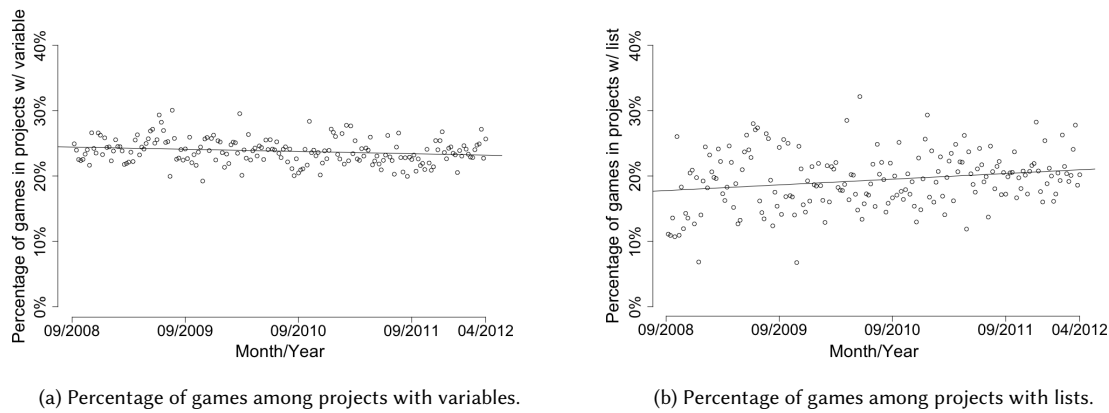 Percentage of games in projects w/ variable
40%
30%
20%
10%
0%
09/2008 09/2009 09/2010 09/2011 04/2012
Month/Year
(a) Percentage of games among projects with variables.
Percentage of games in projects w/ list
40%
30%
20%
10%
0%
09/2008 09/2009 09/2010 09/2011 04/2012
Month/Year
(b) Percentage of games among projects with lists.